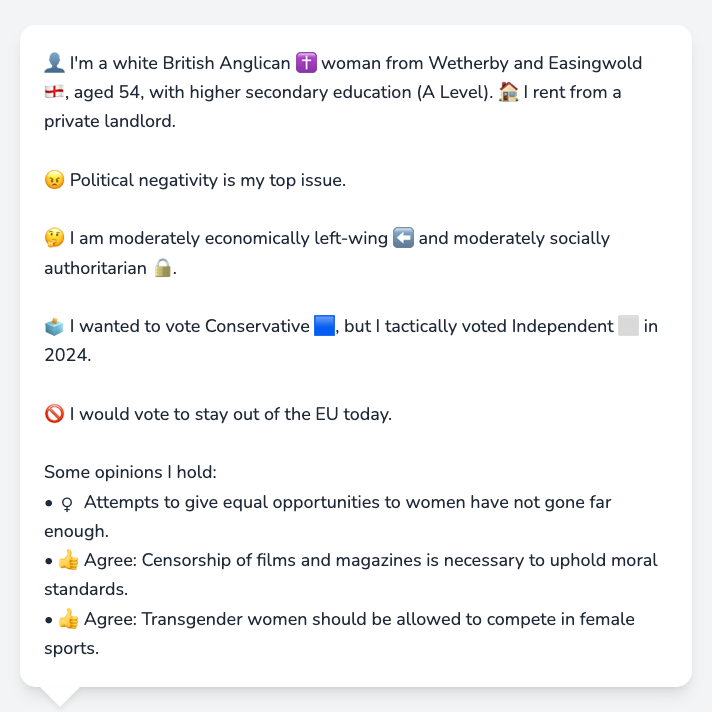 👤 I'm a white British Anglican ✝️ woman from Wetherby and Easingwold
🏴󠁧󠁢󠁥󠁮󠁧󠁿, aged 54, with higher secondary education (A Level). 🏠 I rent from a
private landlord.
😠 Political negativity is my top issue.
🤔 I am moderately economically left-wing ⬅️ and moderately socially
authoritarian 🔒.
🗳️ I wanted to vote Conservative 🟦, but I tactically voted Independent ⬜ in
2024.
🚫 I would vote to stay out of the EU today.
Some opinions I hold:
• ♀ Attempts to give equal opportunities to women have not gone far
enough.
• 👍 Agree: Censorship of films and magazines is necessary to uphold moral
standards.
• 👍 Agree: Transgender women should be allowed to compete in female
sports.